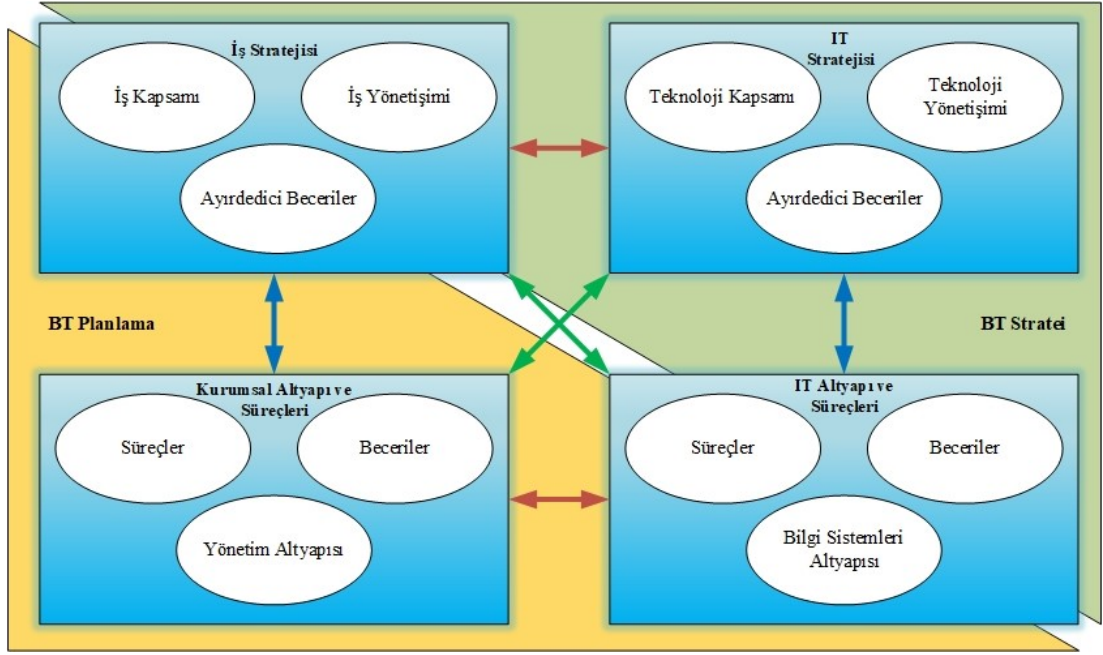 İş Stratejisi
İş Kapsamı
İş Yönetişimi
Ayırdedici Beceriler
IT
Stratejisi
Teknoloji Kapsamı
Teknoloji
Yönetişimi
Ayırdedici Beceriler
BT Planlama
BT Stratei
Kurumsal Altyapı ve
Süreçleri
Süreçler
Beceriler
Yönetim Altyapısı
IT Altyapı ve
Süreçleri
Süreçler
Beceriler
Bilgi Sistemleri
Altyapısı